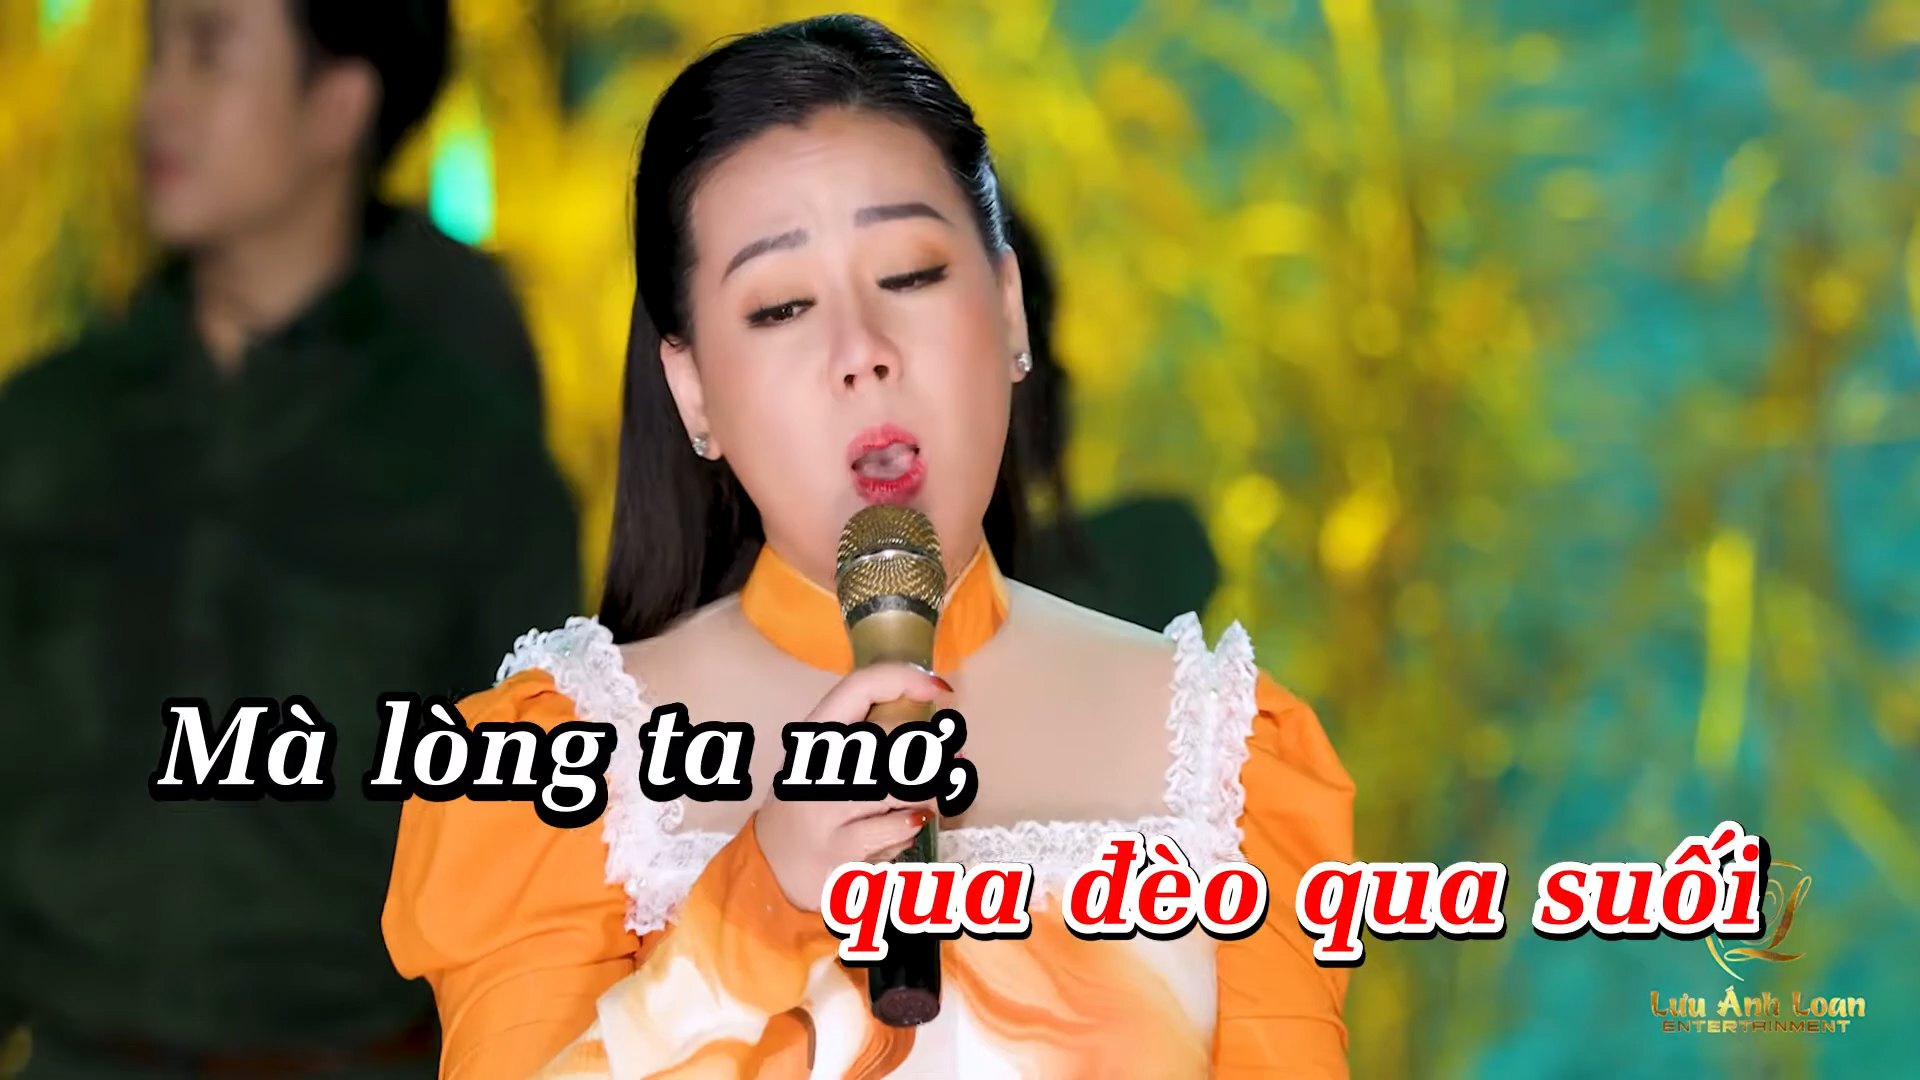 Mà lòng ta mơ,
qua đèo qua suối
Lưu Ánh Loan
ENTERTAINMENT